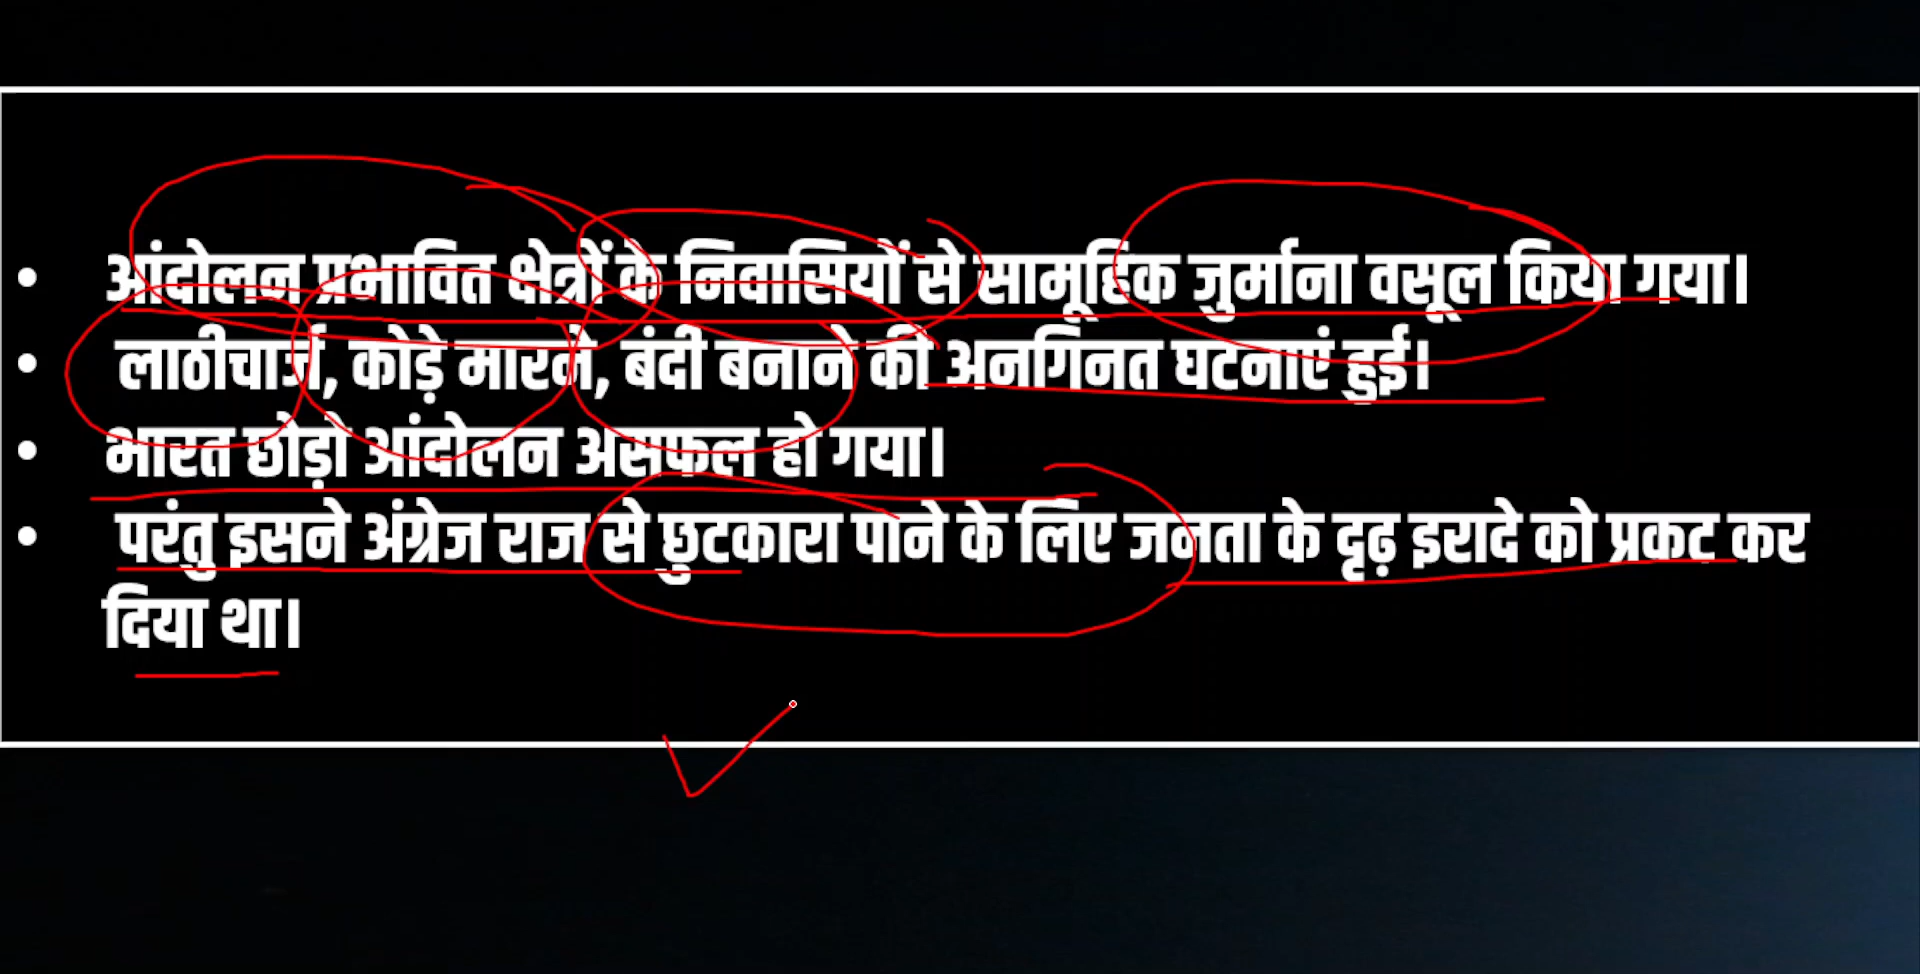 • आंदोलन प्रभावित क्षेत्रों के निवासियों से सामूहिक जुर्माना वसूल किया गया।
• लाठीचार्ज, कोड़े मारने, बंदी बनाने की अनगिनत घटनाएं हुई।
• भारत छोड़ो आंदोलन असफल हो गया।
• परंतु इसने अंग्रेज राज से छुटकारा पाने के लिए जनता के दृढ़ इरादे को प्रकट कर
दिया था।